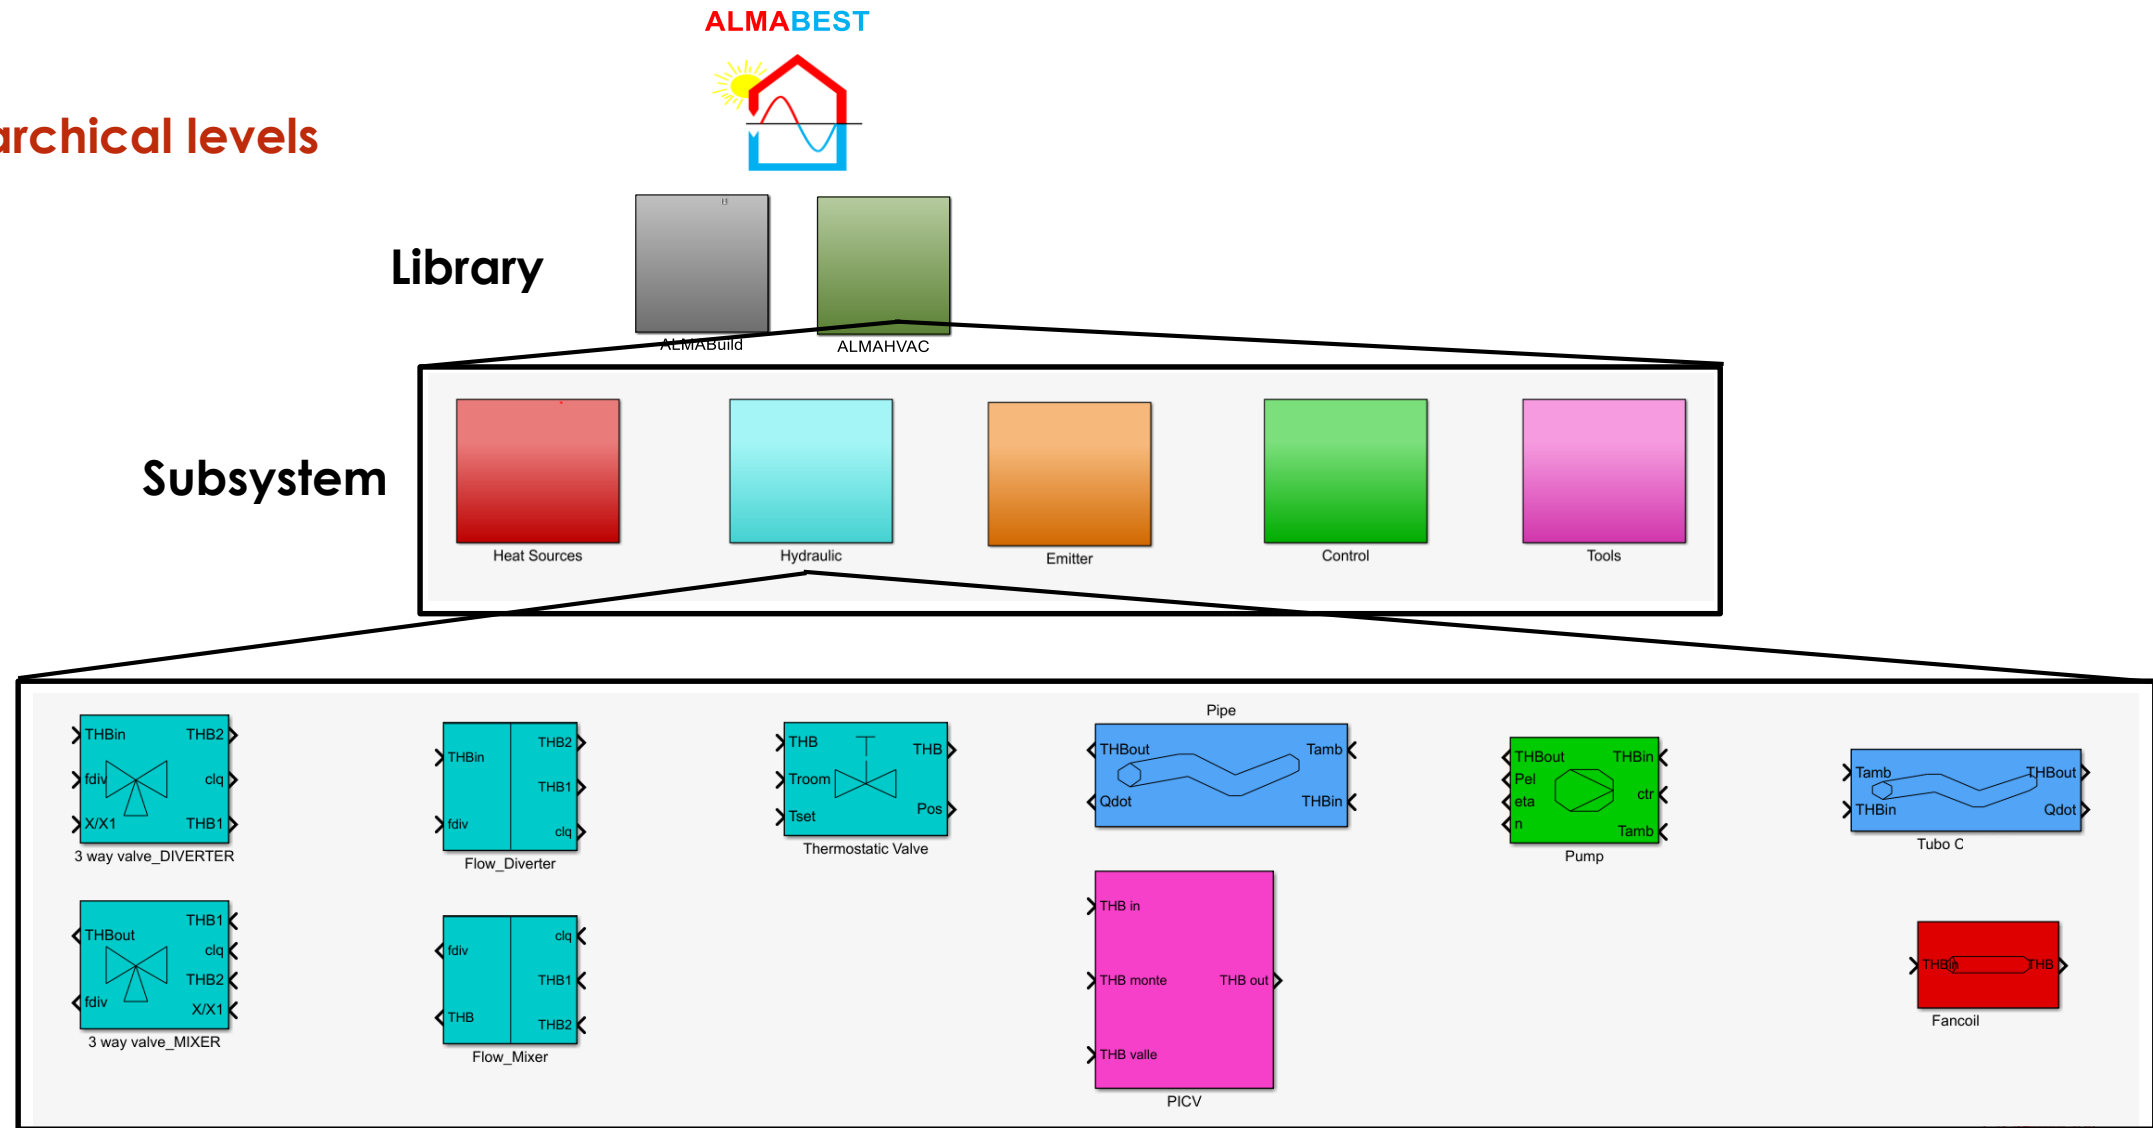 ALMABEST
archical levels
Library
ALMABuild
ALMAHVAC
Subsystem
Heat Sources
Hydraulic
Emitter
Control
Tools
THBin
fdiv
X/X1
THB2
clq
THB1
3 way valve_DIVERTER
THBin
fdiv
THB2
THB1
clq
Flow_Diverter
THB
Troom
Tset
THB
Pos
Thermostatic Valve
Pipe
THBout
Qdot
Tamb
THBin
THBout
Pel
eta
n
THBin
ctr
Tamb
Pump
Tamb
THBin
THBout
Qdot
Tubo C
THBout
fdiv
THB1
clq
THB2
X/X1
3 way valve_MIXER
fdiv
THB
clq
THB1
THB2
Flow_Mixer
THB in
THB monte
THB valle
THB out
PICV
THBin
THB
Fancoil